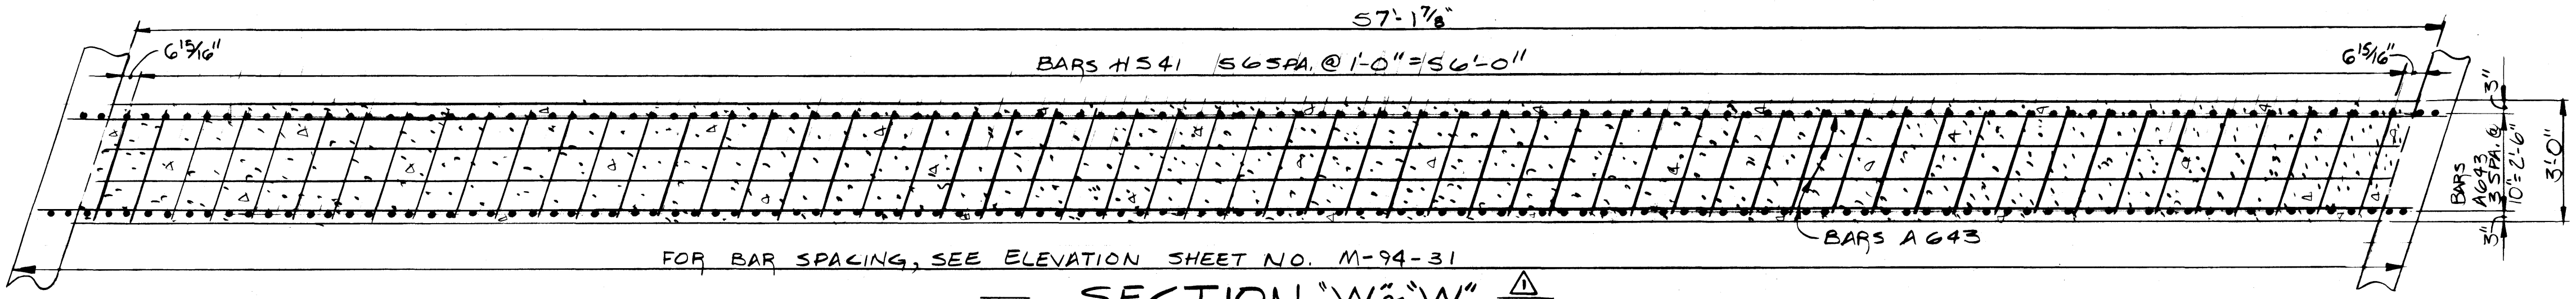 57'-1 7/8"
6 15/16"
BARS H541 56 SPA. @ 1'-0" = 56'-0"
6 15/16"
3"
BARS
A643
3 SPA. @
10" = 2'-6"
3'-0"
3"
BARS A643
FOR BAR SPACING, SEE ELEVATION SHEET NO. M-94-31
SECTION "W"-"W"
1